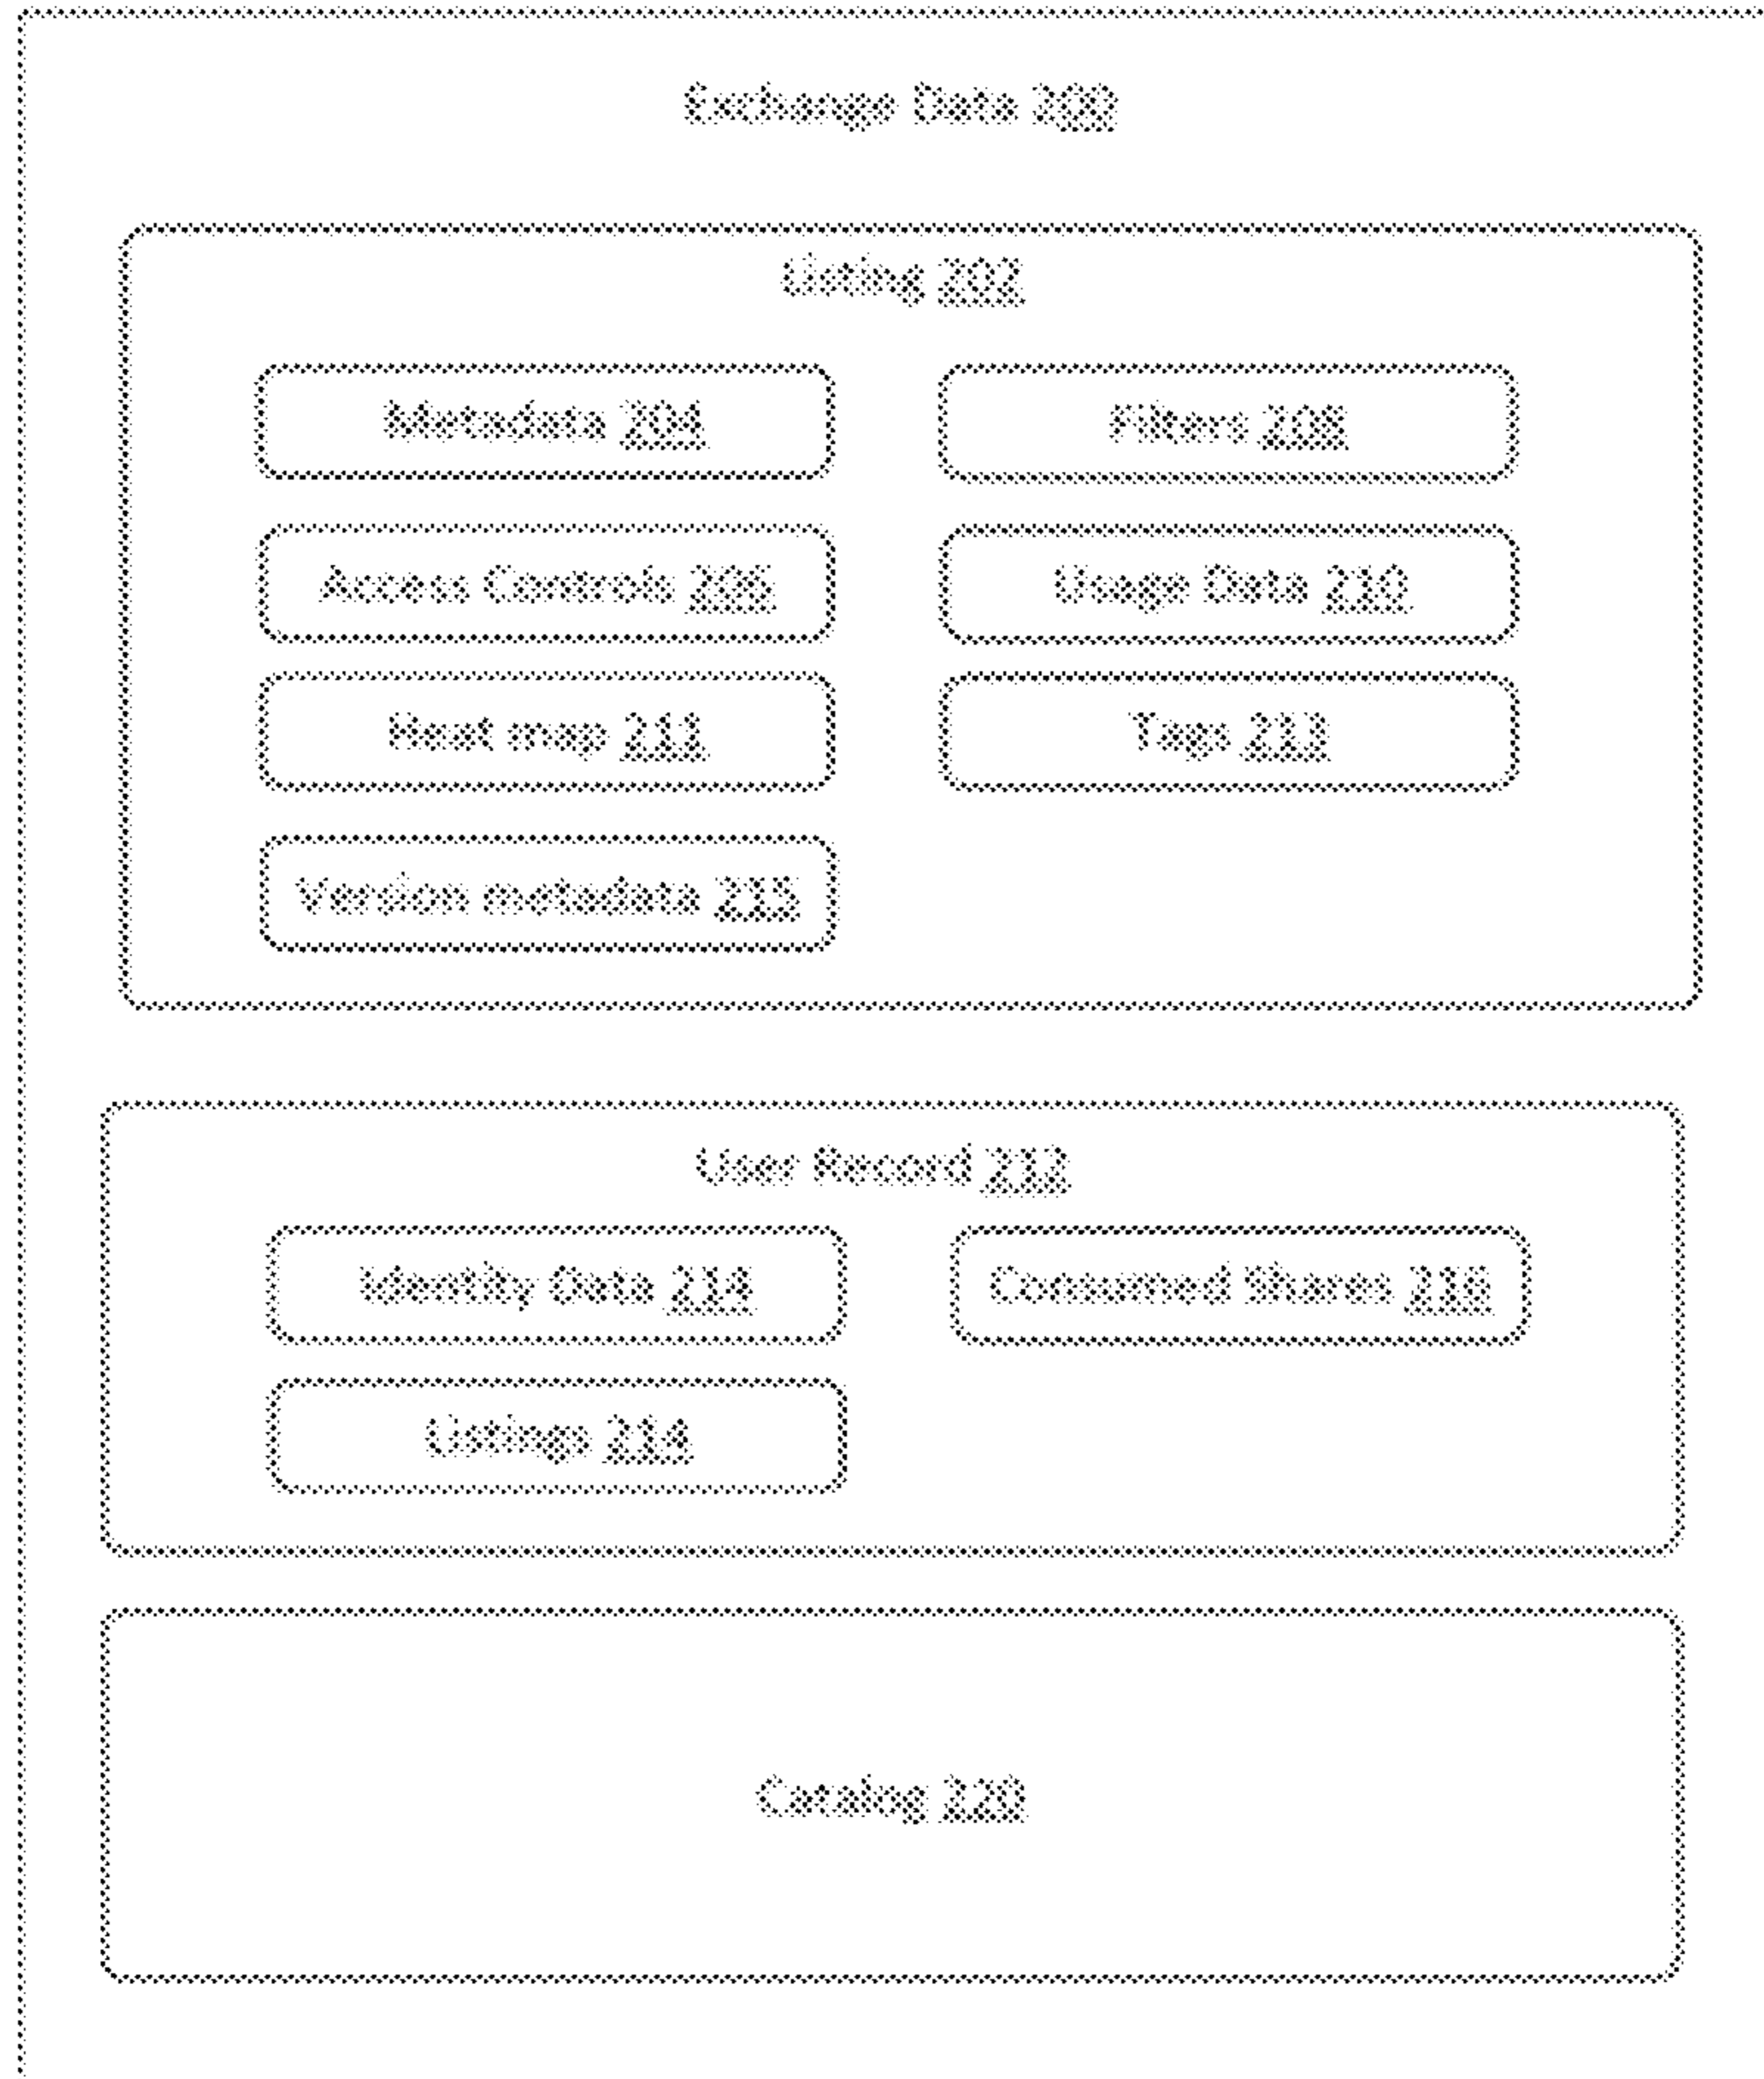 Exchange Data 200
Listing 202
Metadata 204
Filters 208
Access Controls 206
Usage Data 210
Heat map 211
Tags 213
Version metadata 215
User Record 212
Identity Data 214
Consumed Shares 216
Listings 214
Catalog 220